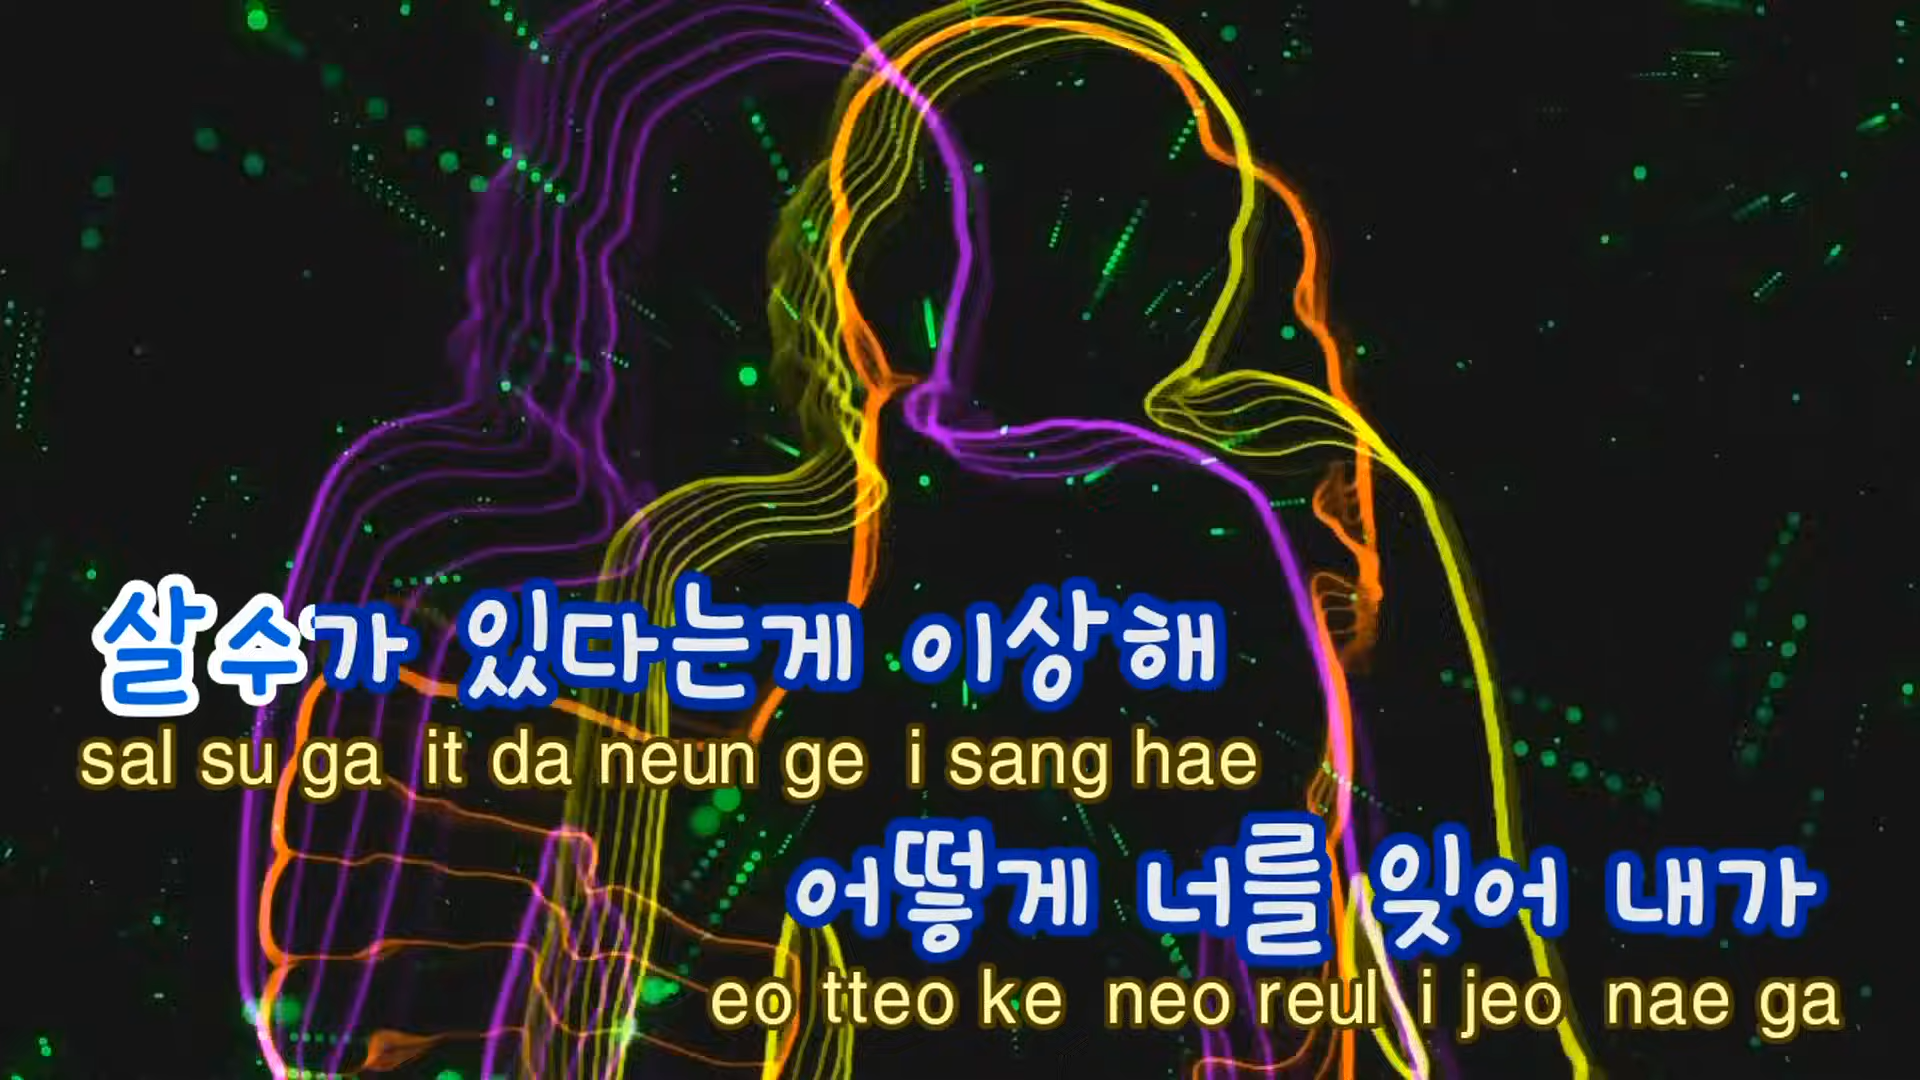 살수가 있다는게 이상해
sal su ga it da neun ge i sang hae
어떻게 너를 잊어 내가
eo tteo ke neo reul i jeo nae ga